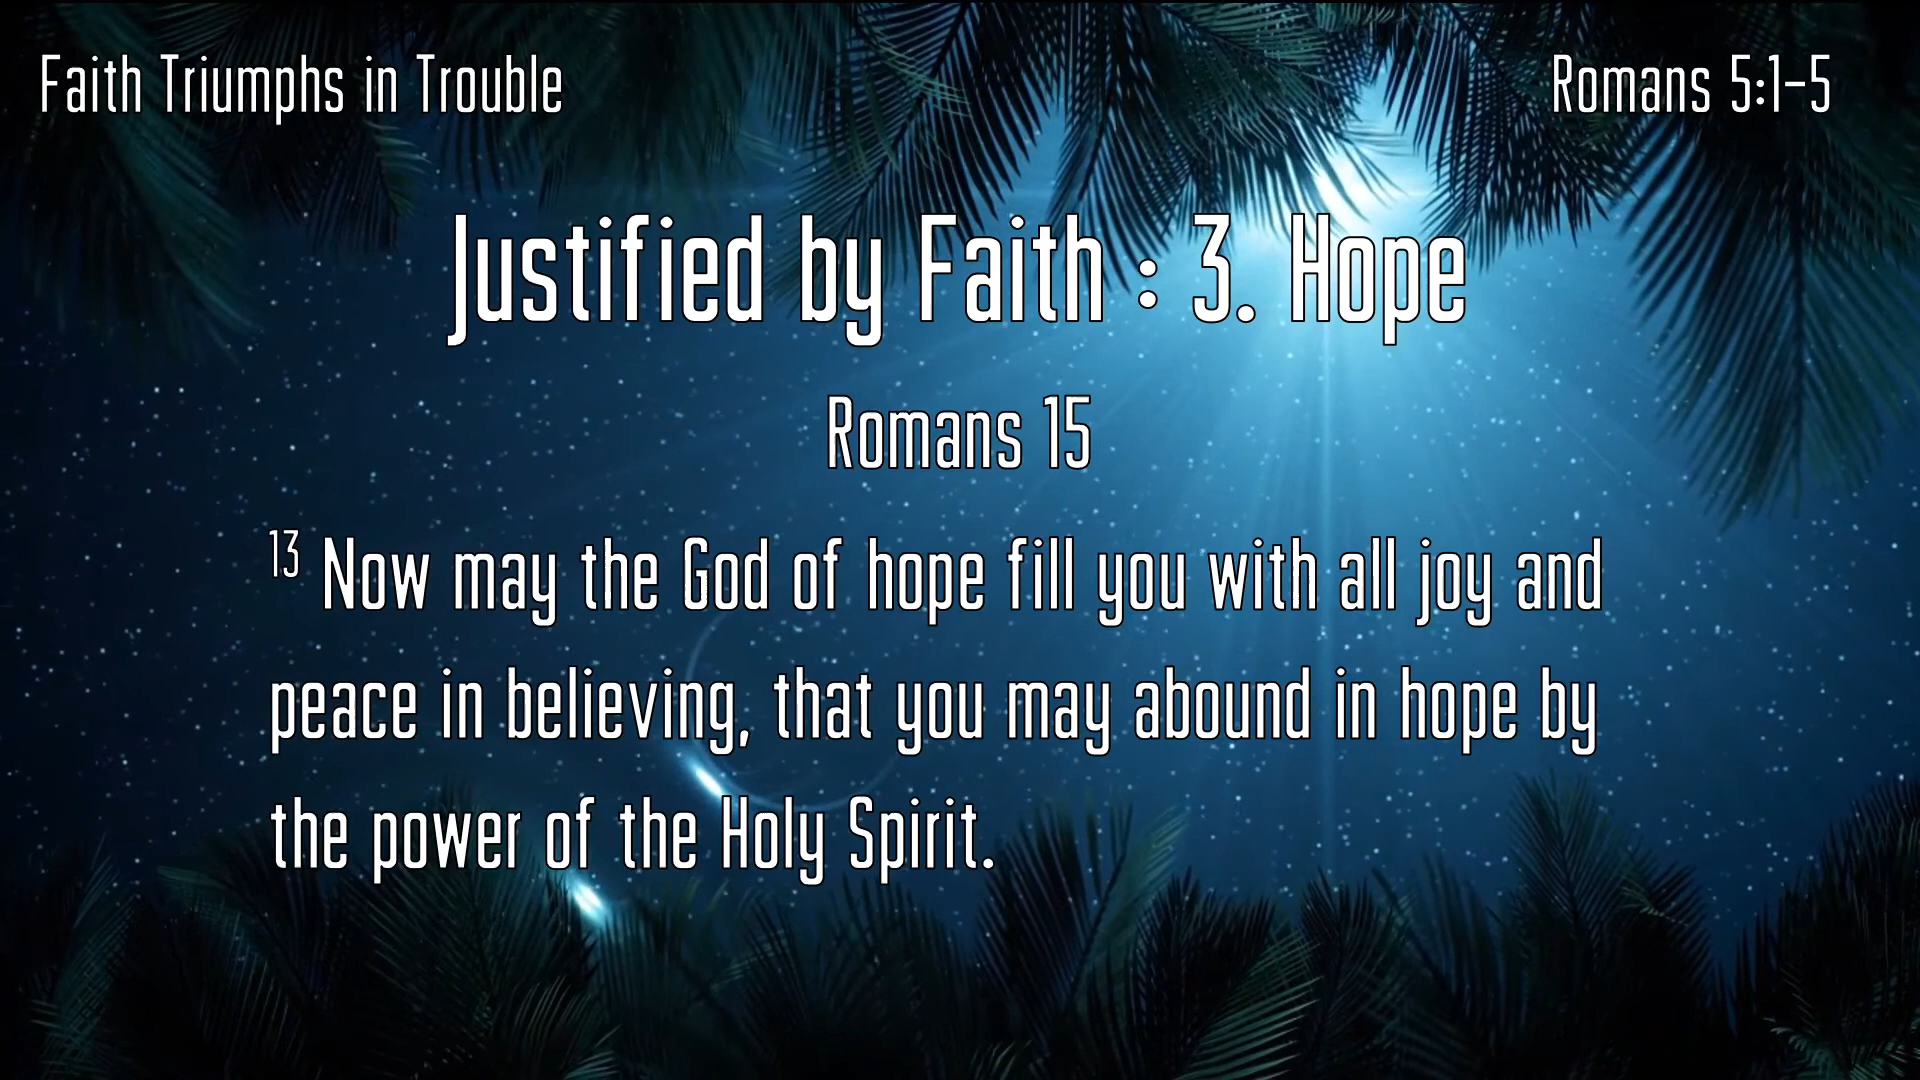 Faith Triumphs in Trouble
Romans 5:1-5
Justified by Faith : 3. Hope
Romans 15
13 Now may the God of hope fill you with all joy and
peace in believing, that you may abound in hope by
the power of the Holy Spirit.